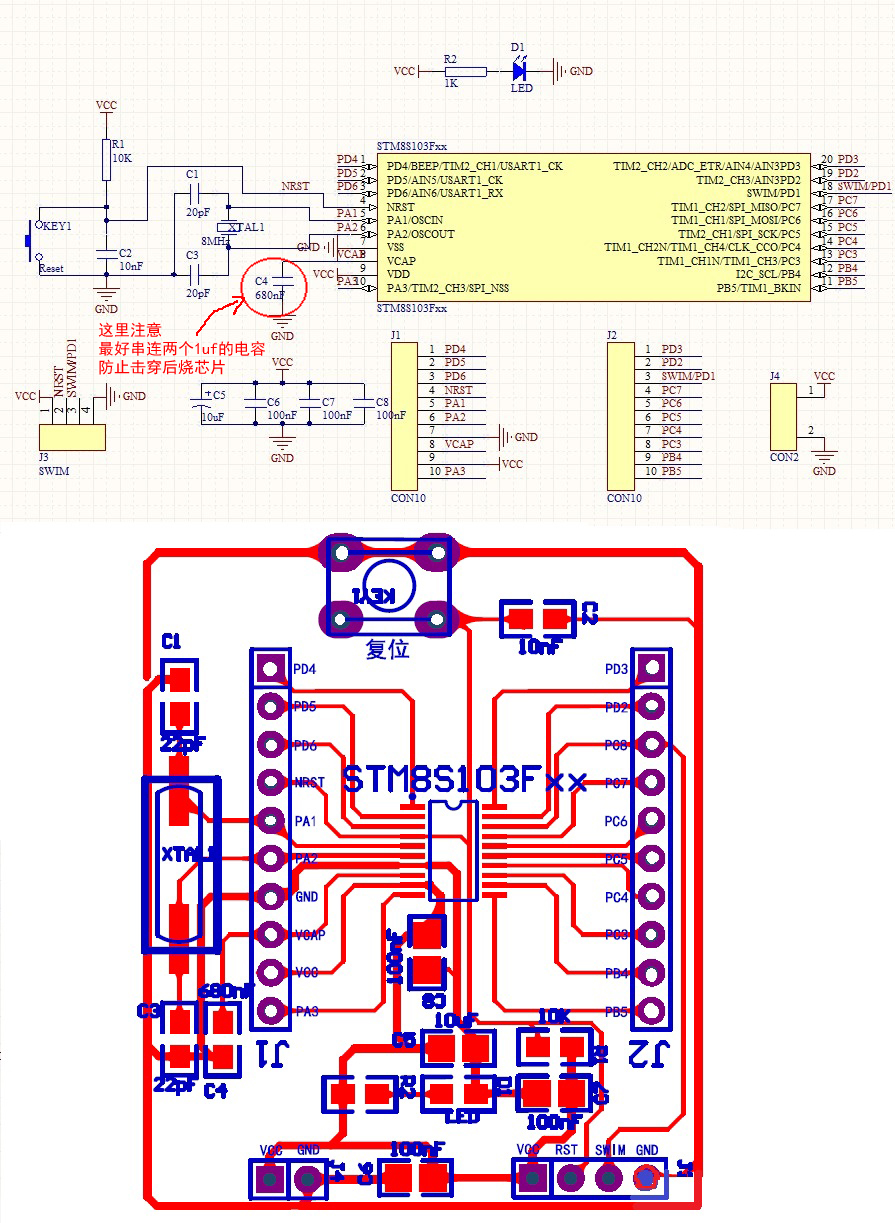 D1
R2
VCC
GND
1K
LED
VCC
R1
10K
STM8S103Fxx
PD4 1 PD4/BEEP/TIM2_CH1/USART1_CK TIM2_CH2/ADC_ETR/AIN4/AIN3PD3 20 PD3
PD5 2 PD5/AIN5/USART1_CK TIM2_CH3/AIN3/PD2 19 PD2
PD6 3 PD6/AIN6/USART1_RX SWIM/PD1 18 SWIM/PD1
NRST 4 NRST TIM1_CH2/SPI_MISO/PC7 17 PC7
PA1 5 PA1/OSCIN TIM1_CH1/SPI_MOSI/PC6 16 PC6
PA2 6 PA2/OSCOUT TIM2_CH1/SPI_SCK/PC5 15 PC5
GND 7 VSS TIM1_CH2N/TIM1_CH4/CLK_CCO/PC4 14 PC4
VCAP 8 VCAP TIM1_CH1N/TIM1_CH3/PC3 13 PC3
VCC 9 VDD I2C_SCL/PB4 12 PB4
PA3 10 PA3/TIM2_CH3/SPI_NSS PB5/TIM1_BKIN 11 PB5
STM8S103Fxx
C1
20pF
KEY1
XTAL1
8MHz
Reset
C2
10nF
C3
20pF
C4
680nF
GND
GND
这里注意
最好串连两个1uf的电容
防止击穿后烧芯片
VCC
NRST
SWIM/PD1
GND
1 2 3 4
J3
SWIM
VCC
C5
10uF
C6
100nF
C7
100nF
C8
100nF
GND
J1
1 PD4
2 PD5
3 PD6
4 NRST
5 PA1
6 PA2
7 GND
8 VCAP
9 VCC
10 PA3
CON10
J2
1 PD3
2 PD2
3 SWIM/PD1
4 PC7
5 PC6
6 PC5
7 PC4
8 PC3
9 PB4
10 PB5
CON10
J4
VCC
1
2
CON2
GND
KEY1
复位
C2
10nF
C1
22pF
PD4
PD5
PD6
NRST
PA1
PA2
GND
VCAP
VCC
PA3
J1
STM8S103Fxx
PD3
PD2
PC8
PC7
PC6
PC5
PC4
PC3
PB4
PB5
J2
XTAL1
680nF
C3
22pF
C4
100nF
C8
10uF
C5
10K
R1
R2
LED
D1
100nF
VCC GND
J4
100nF
VCC RST SWIM GND